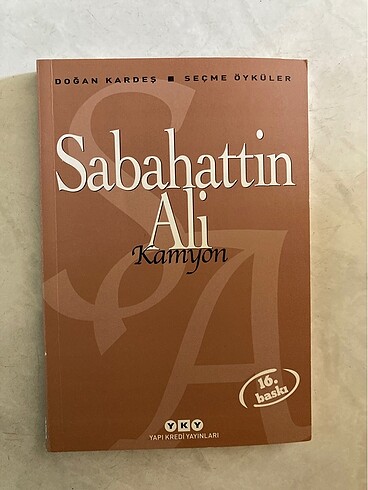 DOĞAN KARDEŞ ■ SEÇME ÖYKÜLER
Sabahattin
Ali
Kamyon
16.
baskı
YKY
YAPI KREDİ YAYINLARI